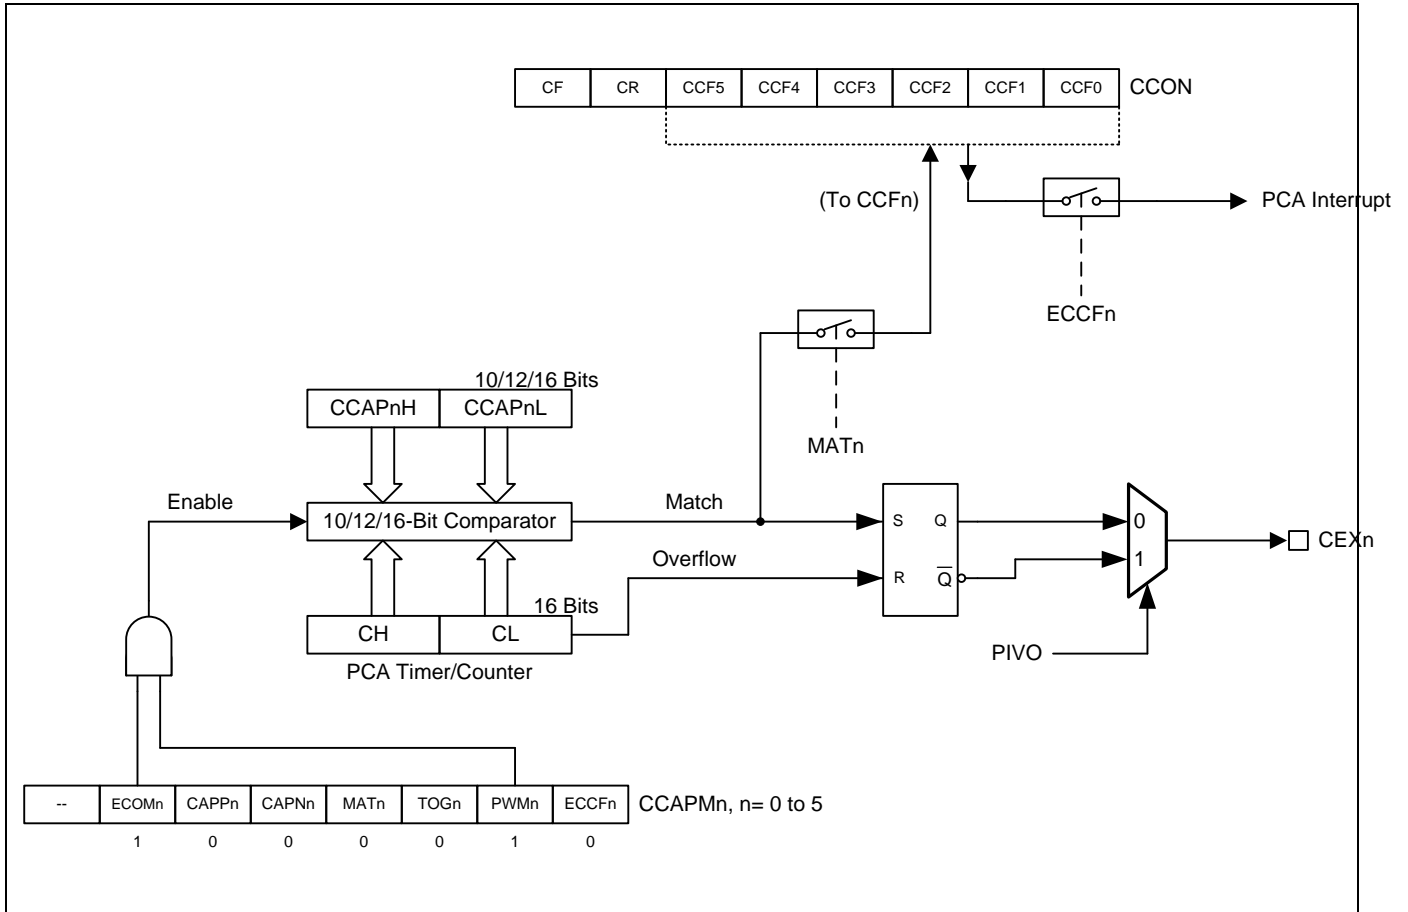 CF CR CCF5 CCF4 CCF3 CCF2 CCF1 CCF0 CCON
(To CCFn)
PCA Interrupt
ECCFn
10/12/16 Bits
CCAPnH CCAPnL
MATn
Enable
10/12/16-Bit Comparator
Match
S Q
0
CEXn
Overflow
1
R Q
16 Bits
CH CL
PIVO
PCA Timer/Counter
-- ECOMn CAPPn CAPNn MATn TOGn PWMn ECCFn CCAPMn, n= 0 to 5
1 0 0 0 0 1 0